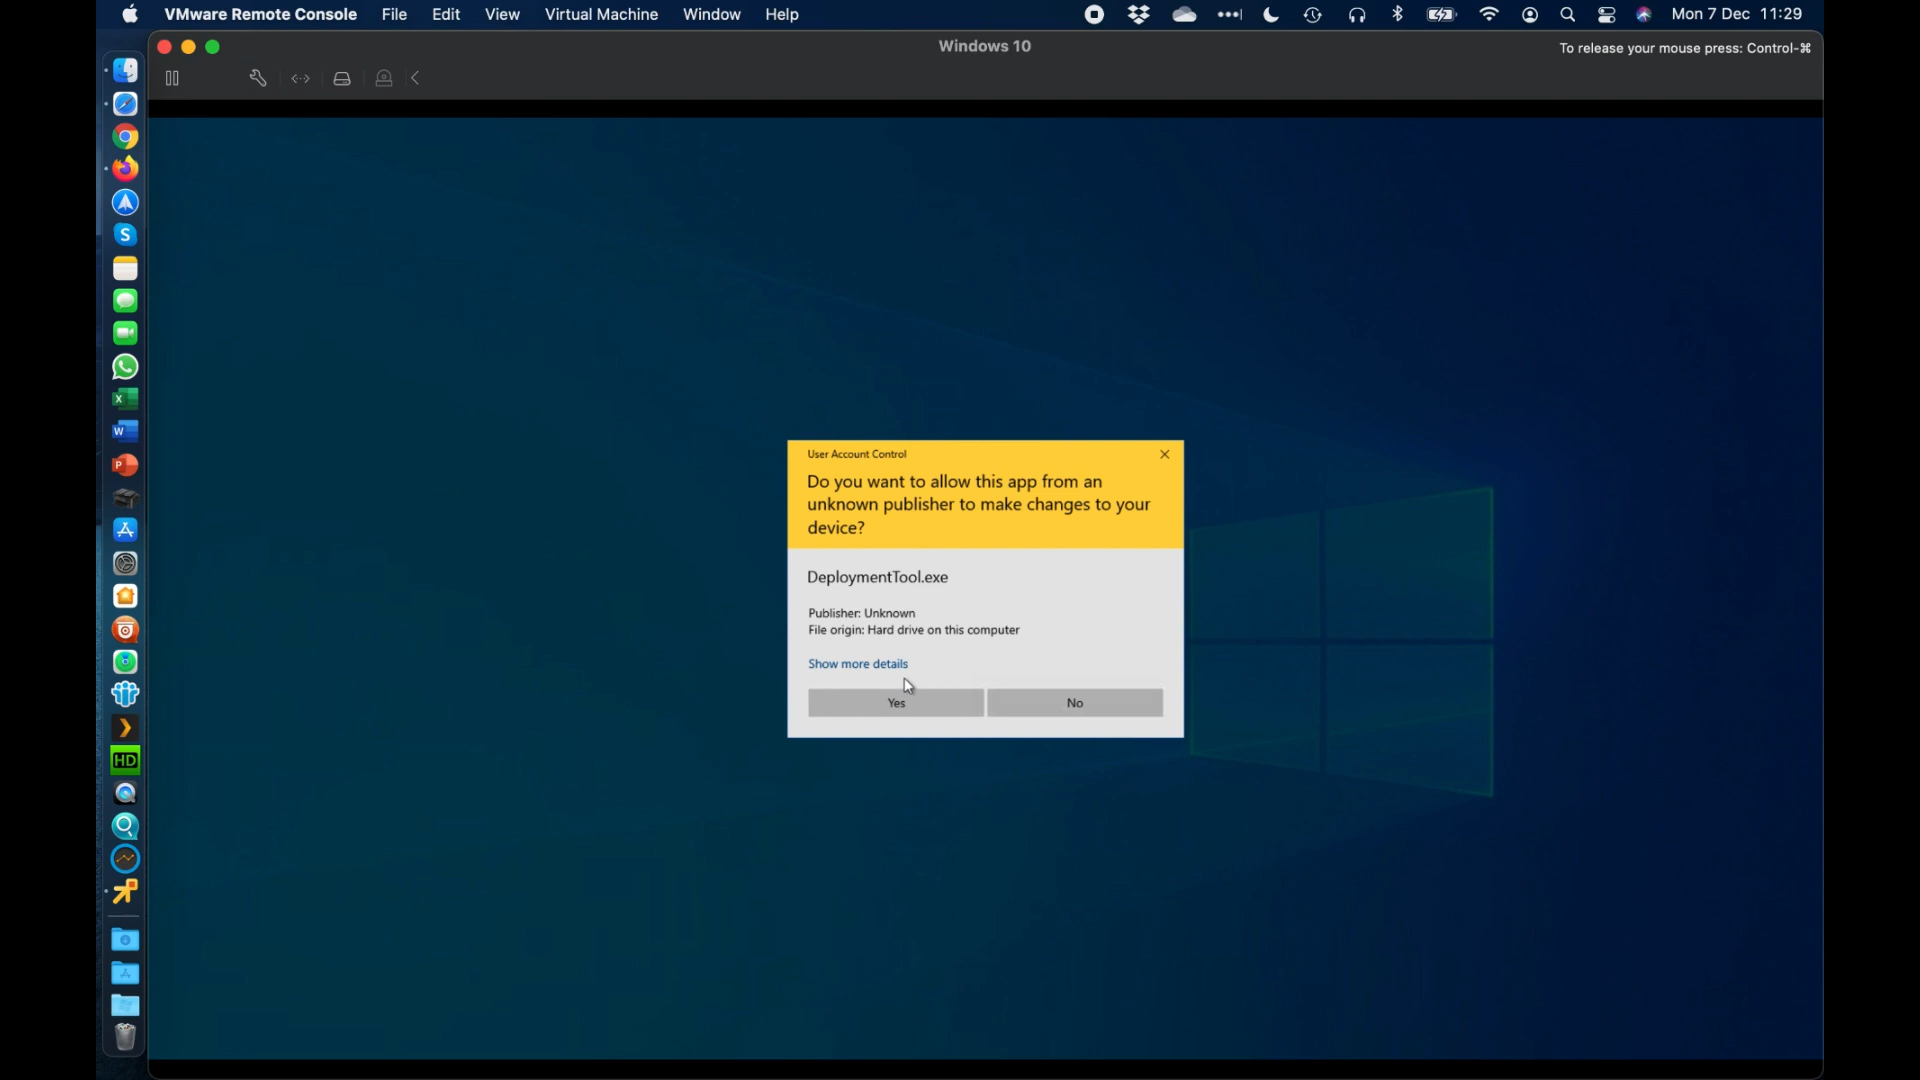 VMware Remote Console File Edit View Virtual Machine Window Help Mon 7 Dec 11:29
Windows 10
To release your mouse press: Control-⌘
User Account Control
Do you want to allow this app from an
unknown publisher to make changes to your
device?
DeploymentTool.exe
Publisher: Unknown
File origin: Hard drive on this computer
Show more details
Yes No
S
X
W
P
HD